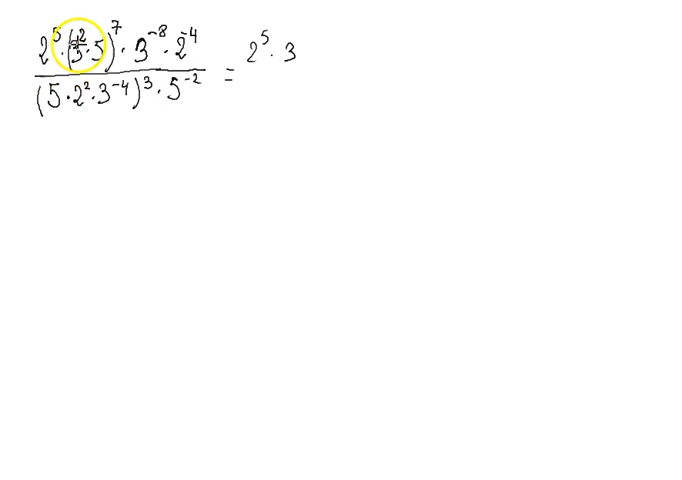 2^5 · (3^2 · 5)^7 · 3^-8 · 2^-4 / (5 · 2^2 · 3^-4)^3 · 5^-2 = 2^5 · 3